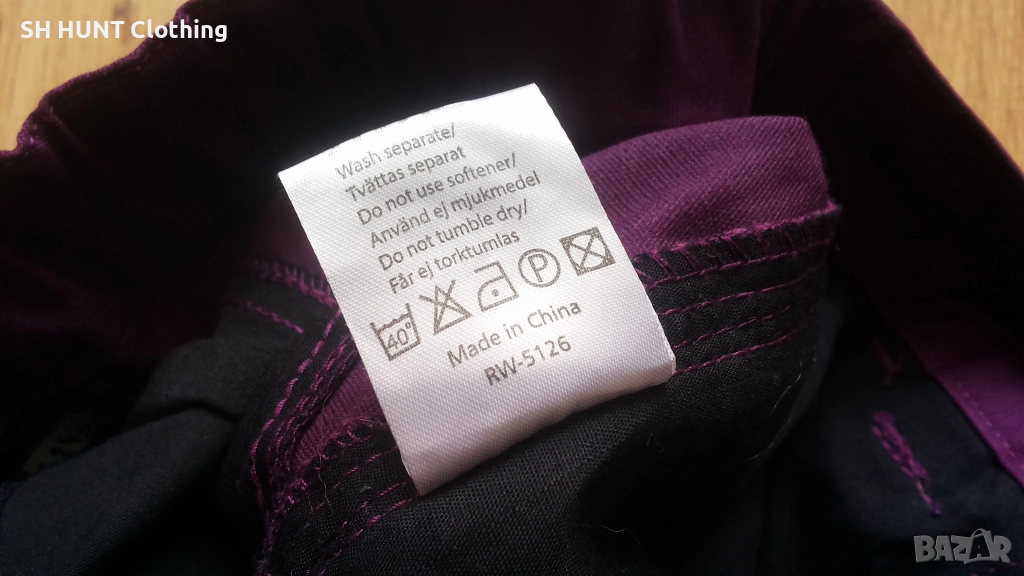 SH HUNT Clothing
Wash separate/
Tvättas separat
Do not use softener/
Använd ej mjukmedel
Do not tumble dry/
Får ej torktumlas
40° P
Made in China
RW-5126
BAZAR